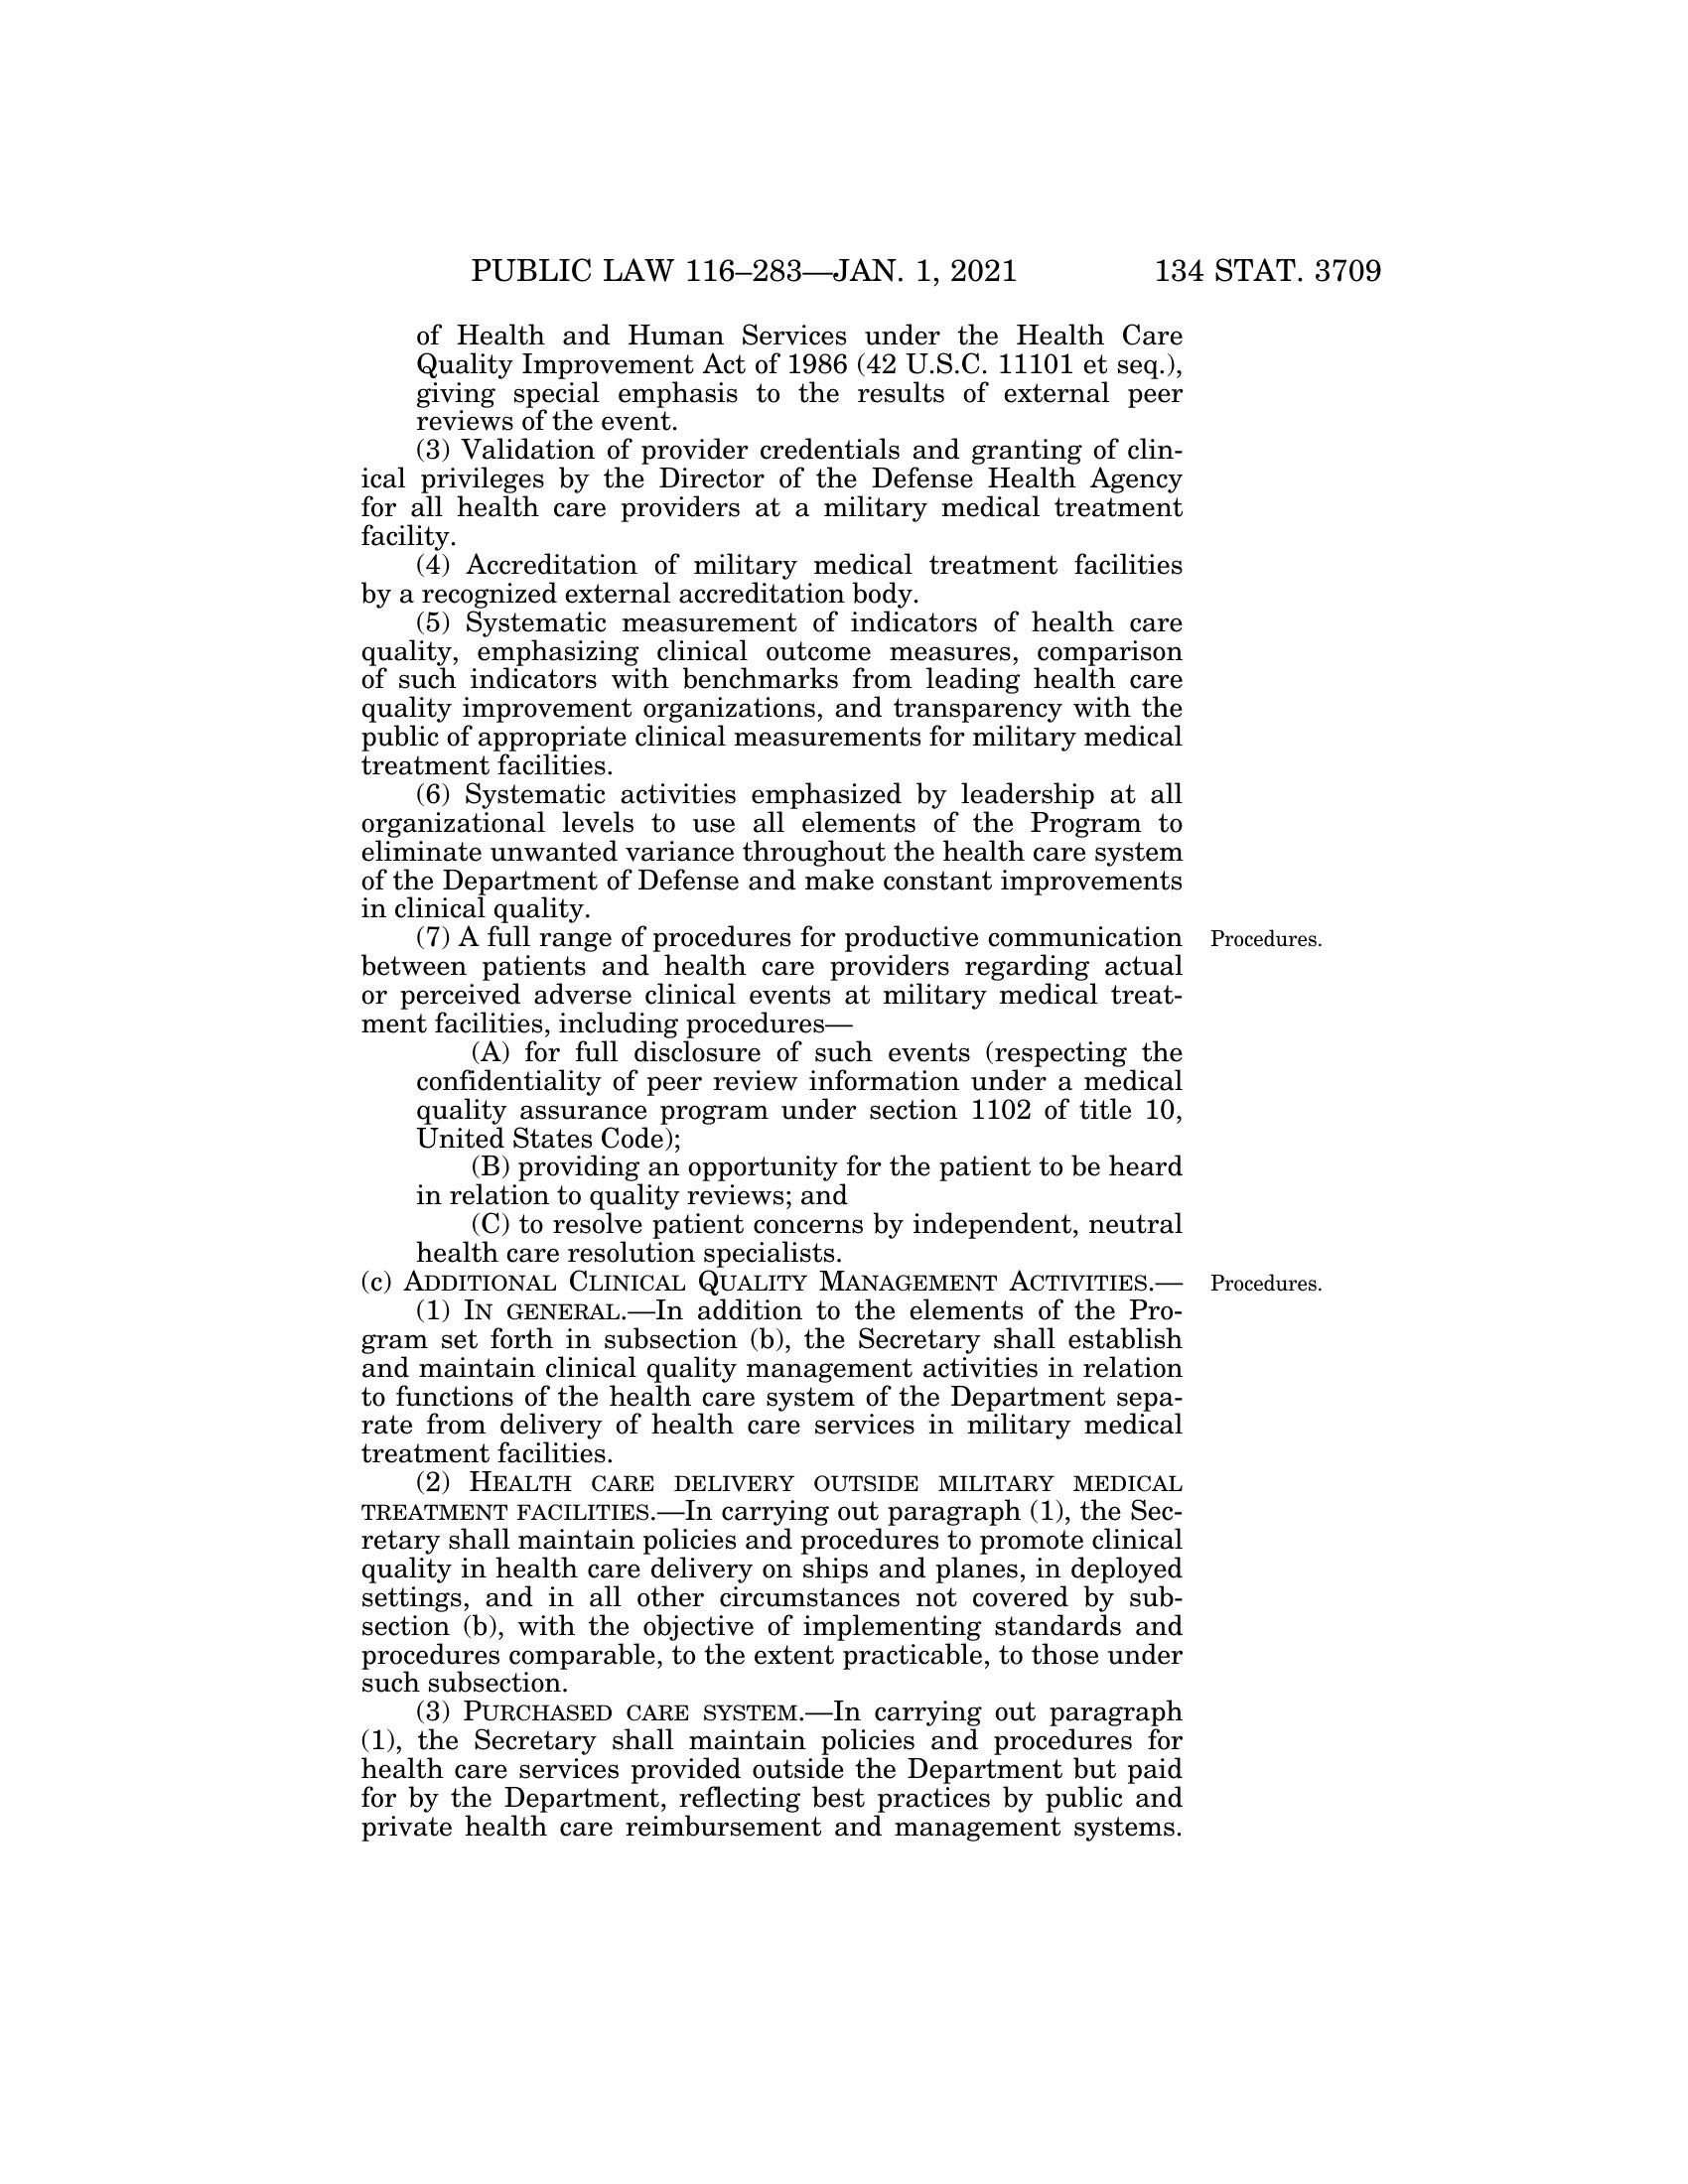 PUBLIC LAW 116–283—JAN. 1, 2021 134 STAT. 3709
of Health and Human Services under the Health Care
Quality Improvement Act of 1986 (42 U.S.C. 11101 et seq.),
giving special emphasis to the results of external peer
reviews of the event.
(3) Validation of provider credentials and granting of clin-
ical privileges by the Director of the Defense Health Agency
for all health care providers at a military medical treatment
facility.
(4) Accreditation of military medical treatment facilities
by a recognized external accreditation body.
(5) Systematic measurement of indicators of health care
quality, emphasizing clinical outcome measures, comparison
of such indicators with benchmarks from leading health care
quality improvement organizations, and transparency with the
public of appropriate clinical measurements for military medical
treatment facilities.
(6) Systematic activities emphasized by leadership at all
organizational levels to use all elements of the Program to
eliminate unwanted variance throughout the health care system
of the Department of Defense and make constant improvements
in clinical quality.
(7) A full range of procedures for productive communication Procedures.
between patients and health care providers regarding actual
or perceived adverse clinical events at military medical treat-
ment facilities, including procedures—
(A) for full disclosure of such events (respecting the
confidentiality of peer review information under a medical
quality assurance program under section 1102 of title 10,
United States Code);
(B) providing an opportunity for the patient to be heard
in relation to quality reviews; and
(C) to resolve patient concerns by independent, neutral
health care resolution specialists.
(c) ADDITIONAL CLINICAL QUALITY MANAGEMENT ACTIVITIES.— Procedures.
(1) IN GENERAL.—In addition to the elements of the Pro-
gram set forth in subsection (b), the Secretary shall establish
and maintain clinical quality management activities in relation
to functions of the health care system of the Department sepa-
rate from delivery of health care services in military medical
treatment facilities.
(2) HEALTH CARE DELIVERY OUTSIDE MILITARY MEDICAL
TREATMENT FACILITIES.—In carrying out paragraph (1), the Sec-
retary shall maintain policies and procedures to promote clinical
quality in health care delivery on ships and planes, in deployed
settings, and in all other circumstances not covered by sub-
section (b), with the objective of implementing standards and
procedures comparable, to the extent practicable, to those under
such subsection.
(3) PURCHASED CARE SYSTEM.—In carrying out paragraph
(1), the Secretary shall maintain policies and procedures for
health care services provided outside the Department but paid
for by the Department, reflecting best practices by public and
private health care reimbursement and management systems.